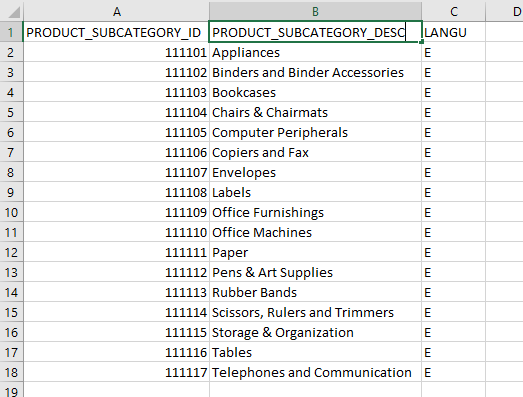 A B C D
1 PRODUCT_SUBCATEGORY_ID PRODUCT_SUBCATEGORY_DESC LANGU
2 111101 Appliances E
3 111102 Binders and Binder Accessories E
4 111103 Bookcases E
5 111104 Chairs & Chairmats E
6 111105 Computer Peripherals E
7 111106 Copiers and Fax E
8 111107 Envelopes E
9 111108 Labels E
10 111109 Office Furnishings E
11 111110 Office Machines E
12 111111 Paper E
13 111112 Pens & Art Supplies E
14 111113 Rubber Bands E
15 111114 Scissors, Rulers and Trimmers E
16 111115 Storage & Organization E
17 111116 Tables E
18 111117 Telephones and Communication E
19